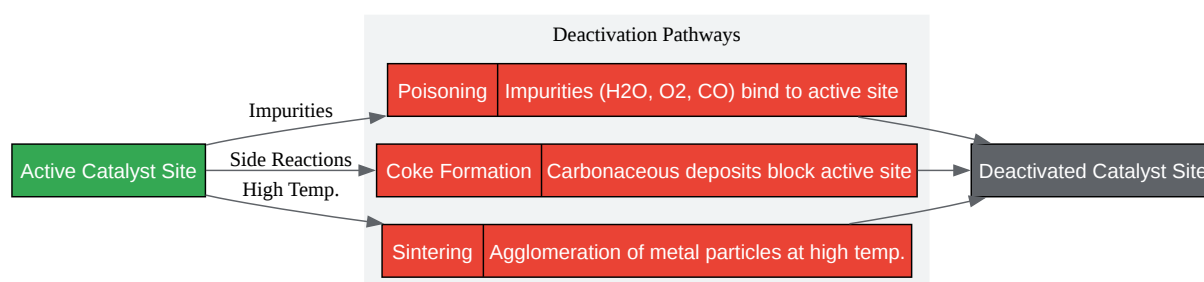 Deactivation Pathways
Impurities
Poisoning
Impurities (H2O, O2, CO) bind to active site
Active Catalyst Site
Side Reactions
Coke Formation
Carbonaceous deposits block active site
Deactivated Catalyst Site
High Temp.
Sintering
Agglomeration of metal particles at high temp.